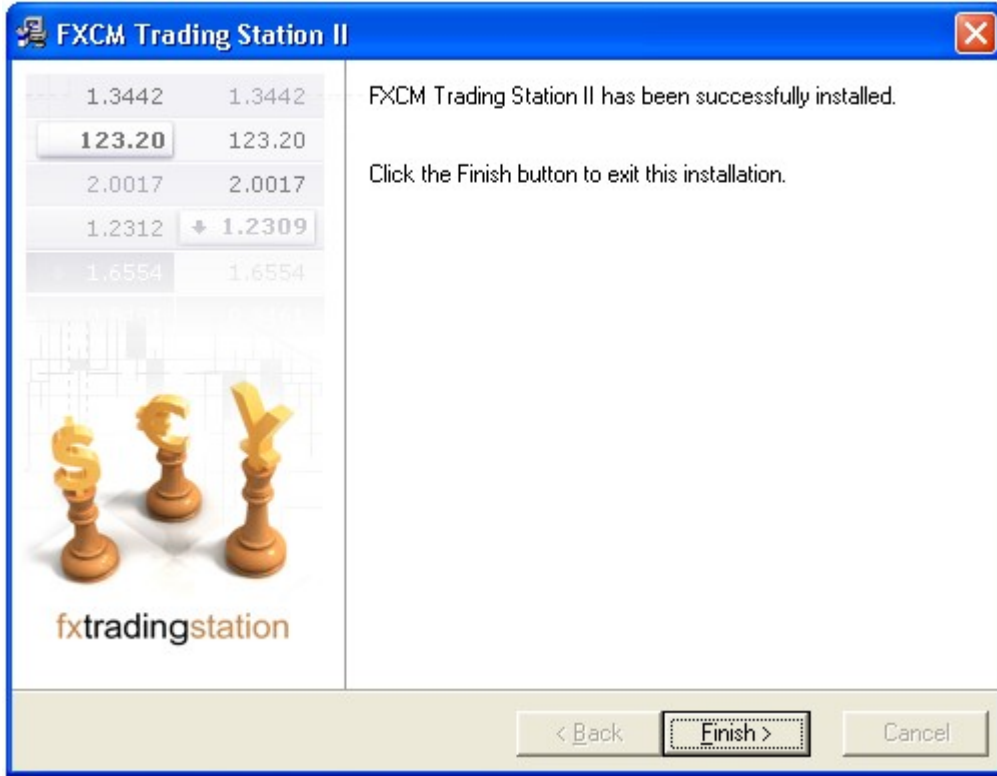 FXCM Trading Station II
1.3442 1.3442
123.20 123.20
2.0017 2.0017
1.2312 1.2309
1.6554 1.6554
$ € ¥
fxtradingstation
FXCM Trading Station II has been successfully installed.
Click the Finish button to exit this installation.
< Back Finish > Cancel